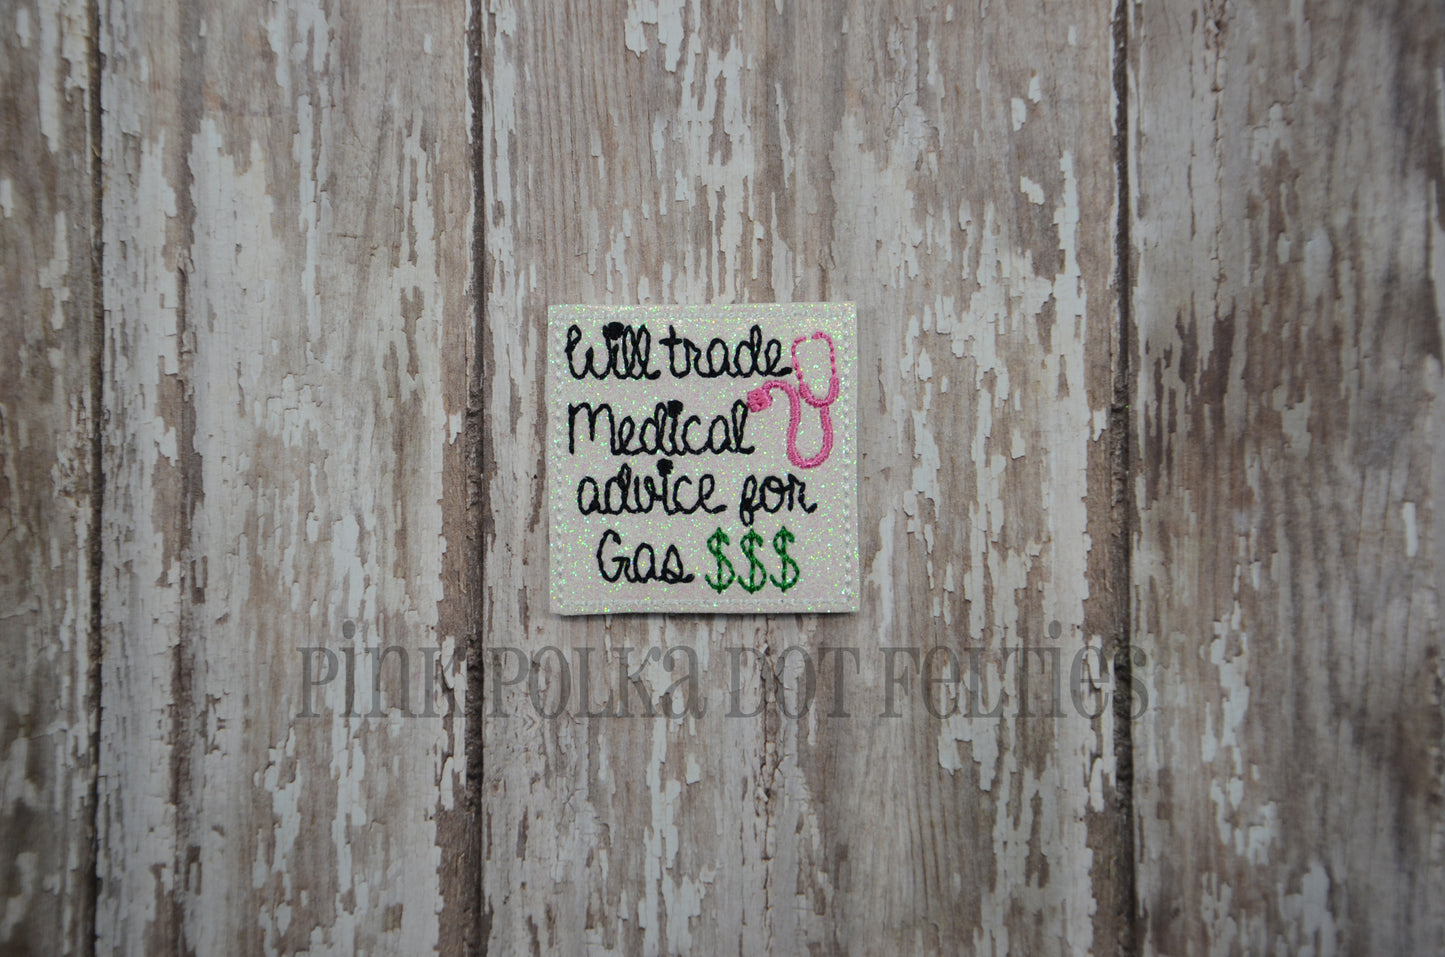 Will trade
Medical
advice for
Gas $$$
Pink Polka Dot Felties